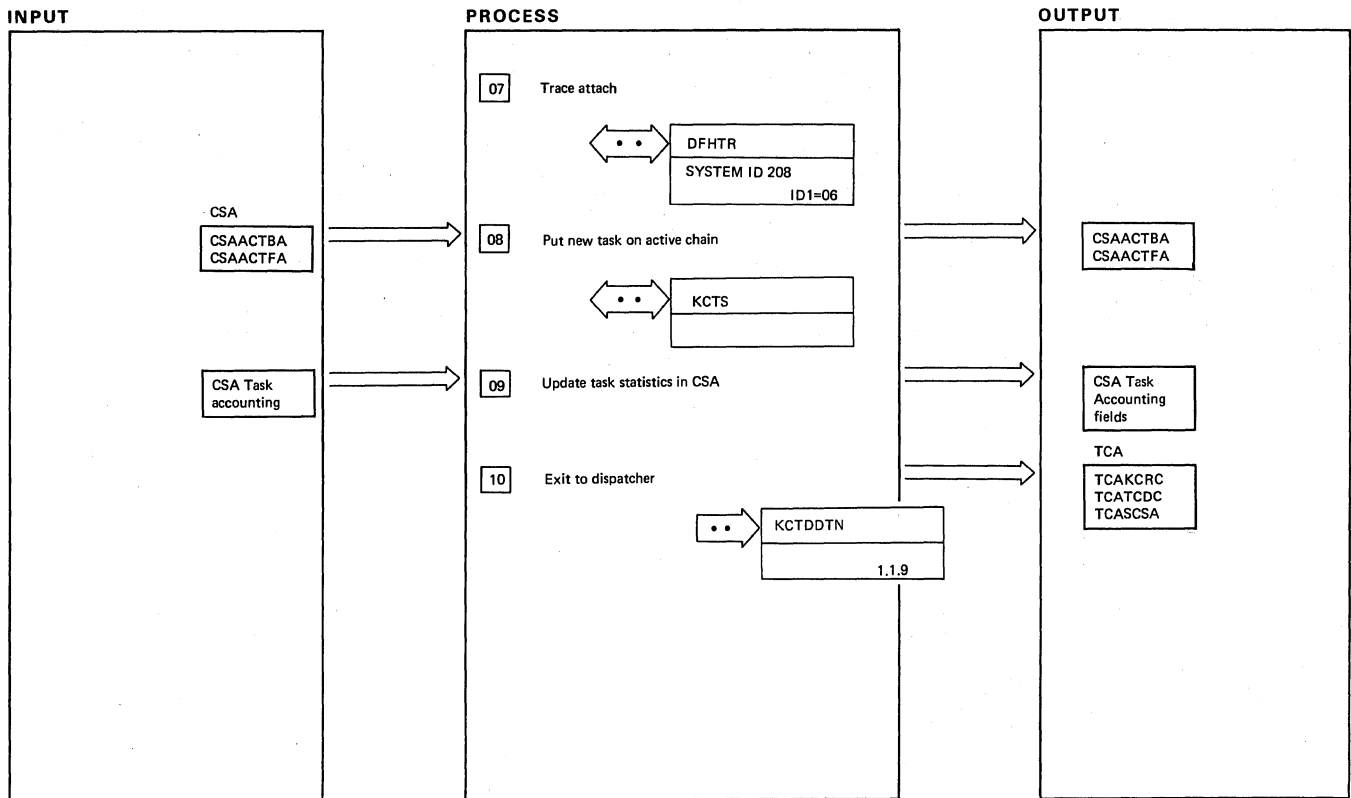 INPUT
PROCESS
OUTPUT
07 Trace attach
DFHTR
SYSTEM ID 208
ID1=06
CSA
CSAACTBA
CSAACTFA
08 Put new task on active chain
CSAACTBA
CSAACTFA
KCTS
CSA Task
accounting
09 Update task statistics in CSA
CSA Task
Accounting
fields
TCA
10 Exit to dispatcher
TCAKCRC
TCATCDC
TCASCSA
KCTDDTN
1.1.9